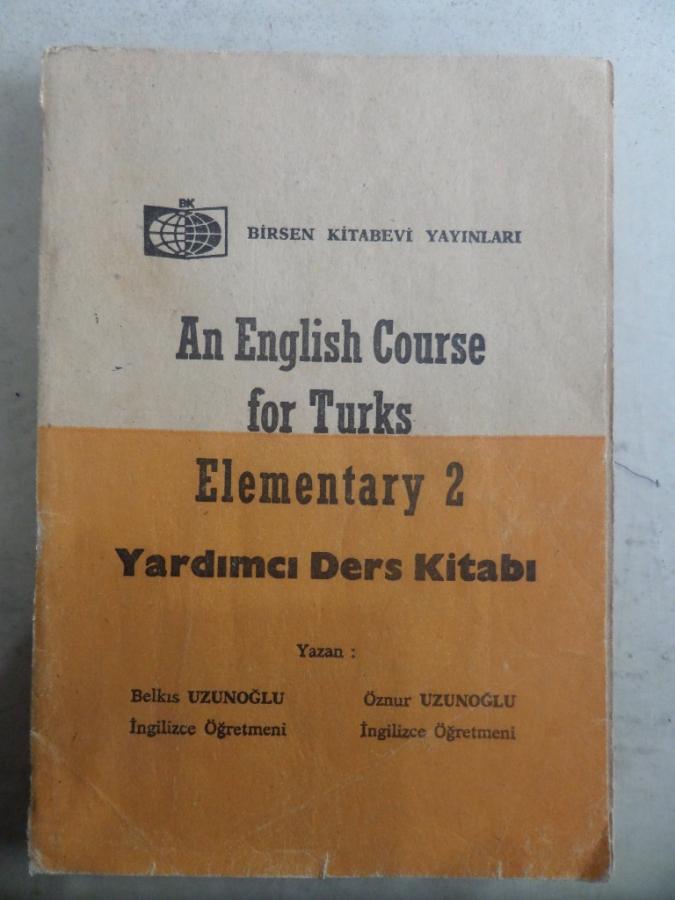 BK
BİRSEN KİTABEVİ YAYINLARI
An English Course
for Turks
Elementary 2
Yardımcı Ders Kitabı
Yazan :
Belkıs UZUNOĞLU Öznur UZUNOĞLU
İngilizce Öğretmeni İngilizce Öğretmeni